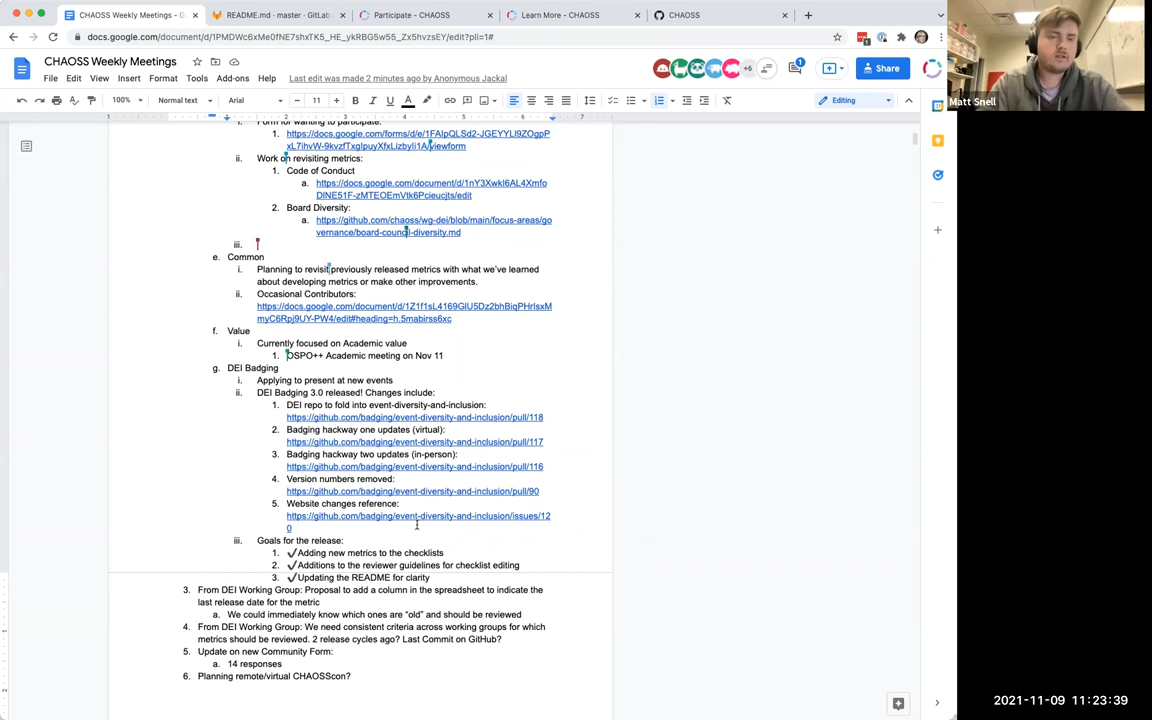 CHAOSS Weekly Meetings - G
README.md · master · GitLab
Participate – CHAOSS
Learn More – CHAOSS
CHAOSS
docs.google.com/document/d/1PMDWc6xMe0fNE7shxTK5_HE_ykRBG5w55_Zx5hvzsEY/edit?pli=1#
CHAOSS Weekly Meetings
File Edit View Insert Format Tools Add-ons Help Last edit was made 2 minutes ago by Anonymous Jackal
+6
1
Share
Matt Snell
100% Normal text Arial 11 Editing
i. Form for wanting to participate:
1. https://docs.google.com/forms/d/e/1FAIpQLSd2-JGEYYLl9ZOgpP
xL7ihvW-9kvzfTxglpuyXfxLizbyIi1A/viewform
ii. Work on revisiting metrics:
1. Code of Conduct
a. https://docs.google.com/document/d/1nY3XwkI6AL4Xmfo
DlNE51F-zMTEOEmVtk6Pcieucjts/edit
2. Board Diversity:
a. https://github.com/chaoss/wg-dei/blob/main/focus-areas/go
vernance/board-council-diversity.md
iii.
e. Common
i. Planning to revisit previously released metrics with what we've learned
about developing metrics or make other improvements.
ii. Occasional Contributors:
https://docs.google.com/document/d/1Z1f1sL4169GlU5Dz2bhBiqPHrlsxM
myC6Rpj9UY-PW4/edit#heading=h.5mabirss6xc
f. Value
i. Currently focused on Academic value
1. OSPO++ Academic meeting on Nov 11
g. DEI Badging
i. Applying to present at new events
ii. DEI Badging 3.0 released! Changes include:
1. DEI repo to fold into event-diversity-and-inclusion:
https://github.com/badging/event-diversity-and-inclusion/pull/118
2. Badging hackway one updates (virtual):
https://github.com/badging/event-diversity-and-inclusion/pull/117
3. Badging hackway two updates (in-person):
https://github.com/badging/event-diversity-and-inclusion/pull/116
4. Version numbers removed:
https://github.com/badging/event-diversity-and-inclusion/pull/90
5. Website changes reference:
https://github.com/badging/event-diversity-and-inclusion/issues/12
0
iii. Goals for the release:
1. ✓Adding new metrics to the checklists
2. ✓Additions to the reviewer guidelines for checklist editing
3. ✓Updating the README for clarity
3. From DEI Working Group: Proposal to add a column in the spreadsheet to indicate the
last release date for the metric
a. We could immediately know which ones are "old" and should be reviewed
4. From DEI Working Group: We need consistent criteria across working groups for which
metrics should be reviewed. 2 release cycles ago? Last Commit on GitHub?
5. Update on new Community Form:
a. 14 responses
6. Planning remote/virtual CHAOSScon?
2021-11-09 11:23:39